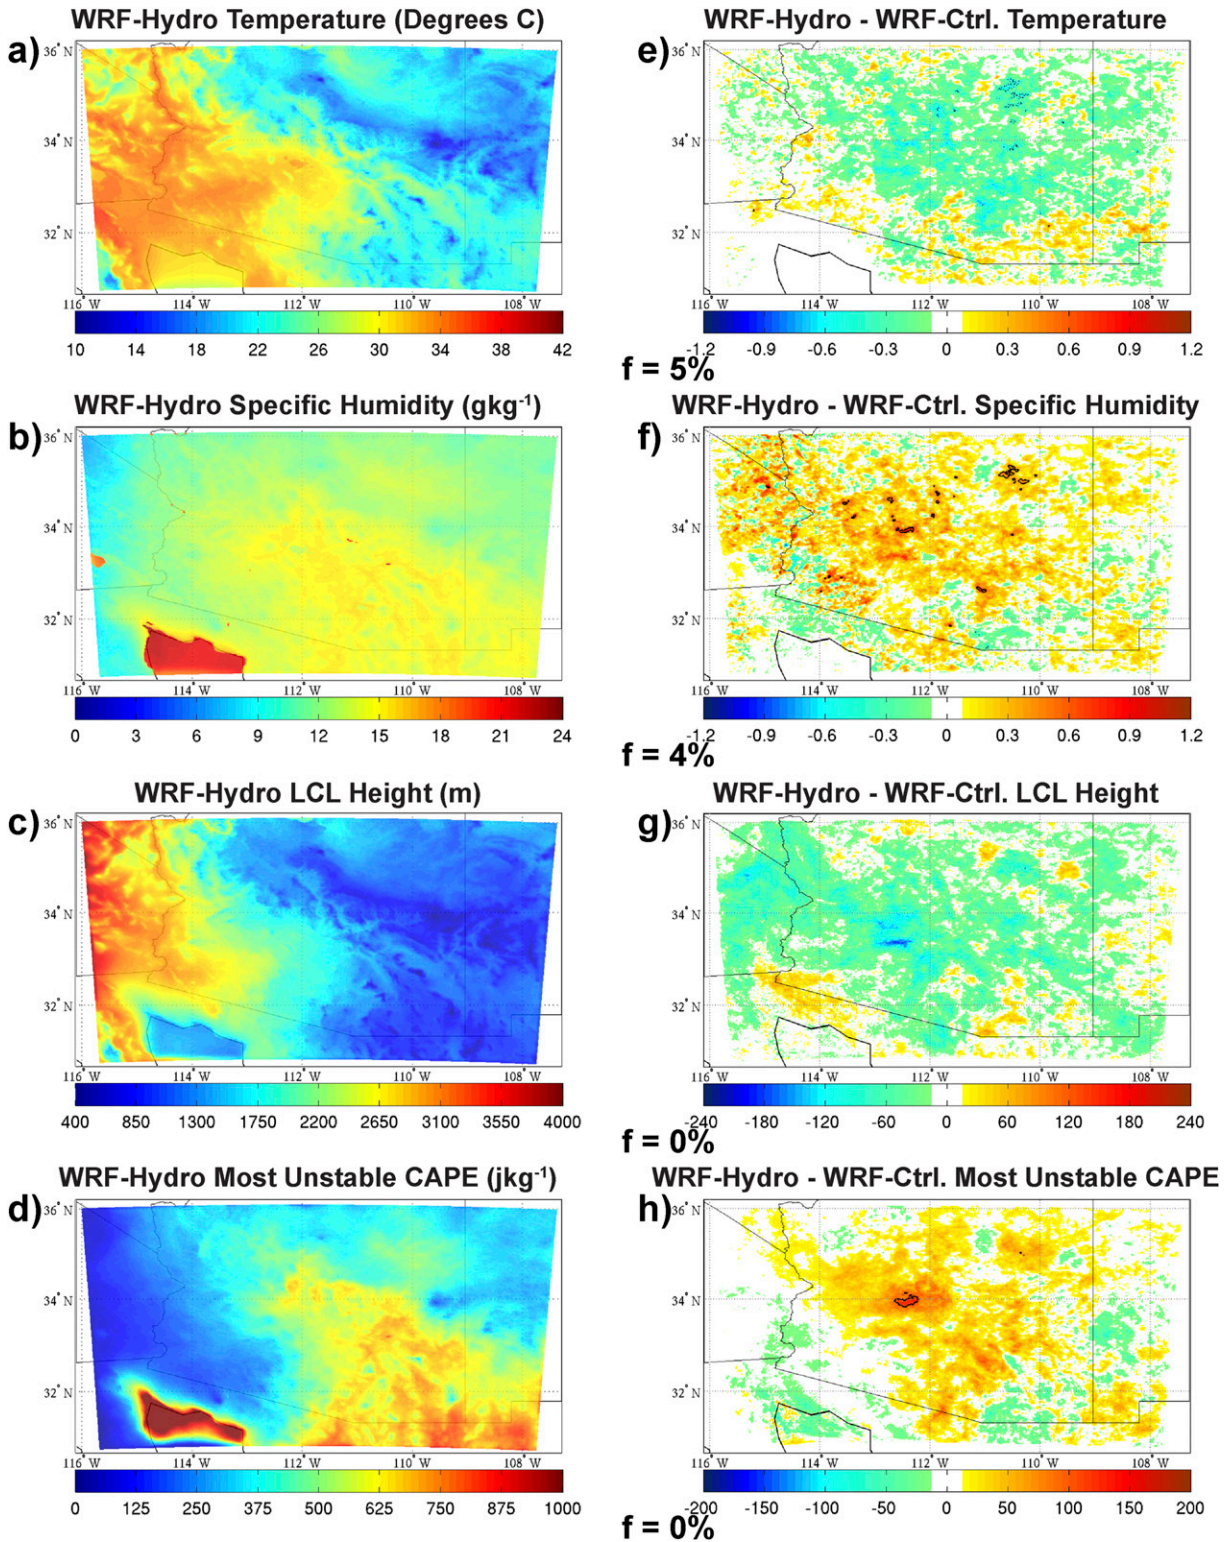 WRF-Hydro Temperature (Degrees C)
a)
36° N
34° N
32° N
116° W 114° W 112° W 110° W 108° W
10 14 18 22 26 30 34 38 42
WRF-Hydro - WRF-Ctrl. Temperature
e)
36° N
34° N
32° N
116° W 114° W 112° W 110° W 108° W
-1.2 -0.9 -0.6 -0.3 0 0.3 0.6 0.9 1.2
f = 5%
WRF-Hydro Specific Humidity (gkg⁻¹)
b)
36° N
34° N
32° N
116° W 114° W 112° W 110° W 108° W
0 3 6 9 12 15 18 21 24
WRF-Hydro - WRF-Ctrl. Specific Humidity
f)
36° N
34° N
32° N
116° W 114° W 112° W 110° W 108° W
-1.2 -0.9 -0.6 -0.3 0 0.3 0.6 0.9 1.2
f = 4%
WRF-Hydro LCL Height (m)
c)
36° N
34° N
32° N
116° W 114° W 112° W 110° W 108° W
400 850 1300 1750 2200 2650 3100 3550 4000
WRF-Hydro - WRF-Ctrl. LCL Height
g)
36° N
34° N
32° N
116° W 114° W 112° W 110° W 108° W
-240 -180 -120 -60 0 60 120 180 240
f = 0%
WRF-Hydro Most Unstable CAPE (jkg⁻¹)
d)
36° N
34° N
32° N
116° W 114° W 112° W 110° W 108° W
0 125 250 375 500 625 750 875 1000
WRF-Hydro - WRF-Ctrl. Most Unstable CAPE
h)
36° N
34° N
32° N
116° W 114° W 112° W 110° W 108° W
-200 -150 -100 -50 0 50 100 150 200
f = 0%